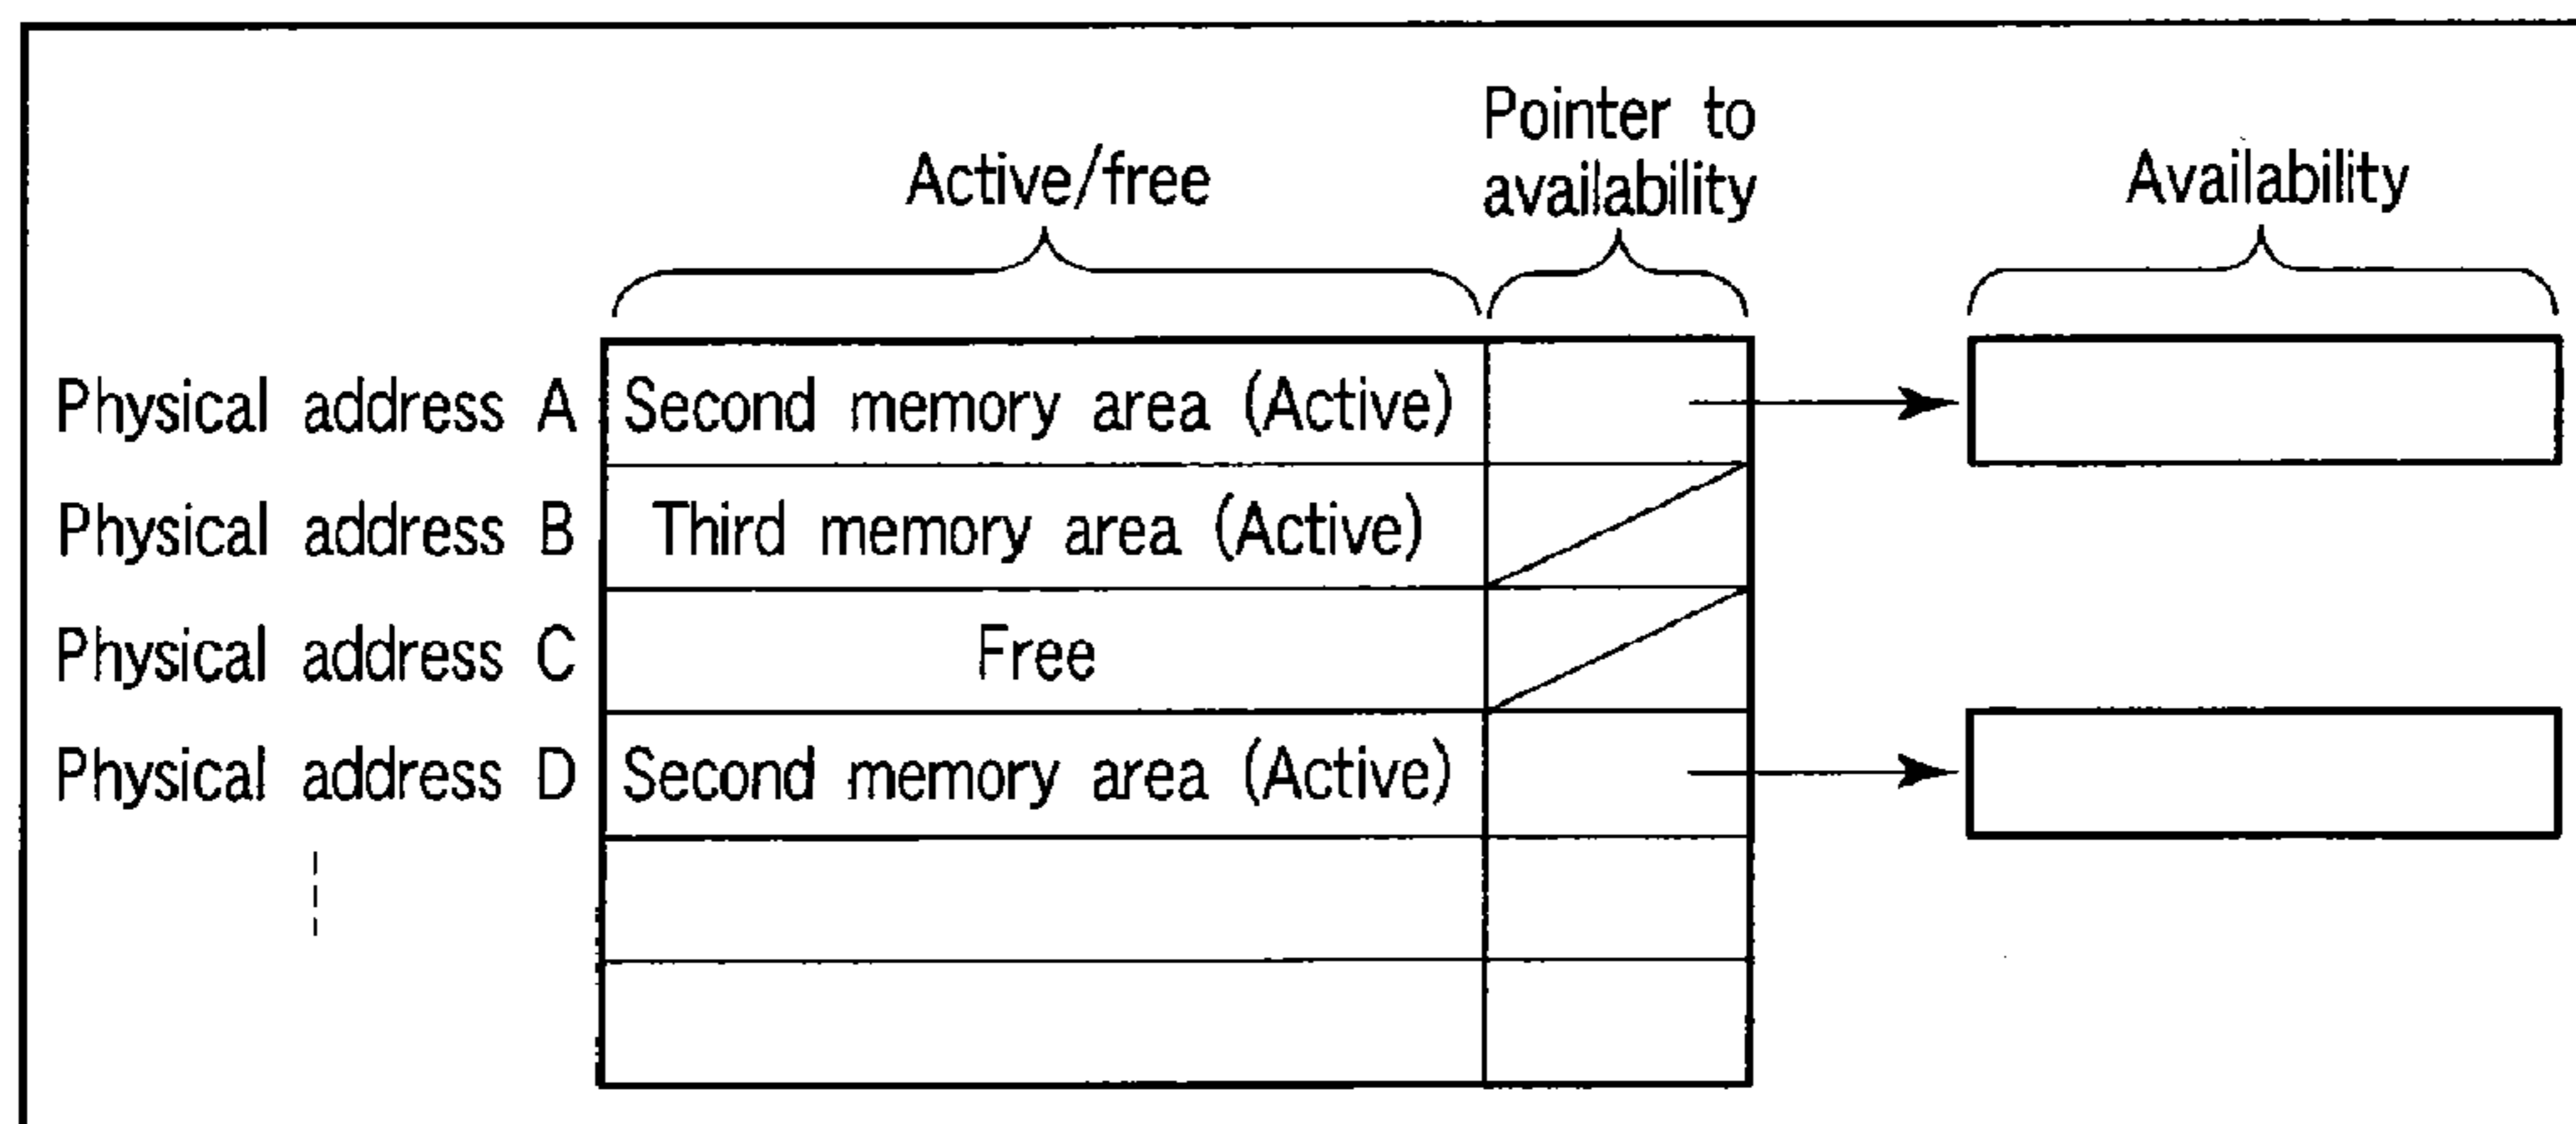 Pointer to
Active/free availability Availability
Physical address A Second memory area (Active)
Physical address B Third memory area (Active)
Physical address C Free
Physical address D Second memory area (Active)